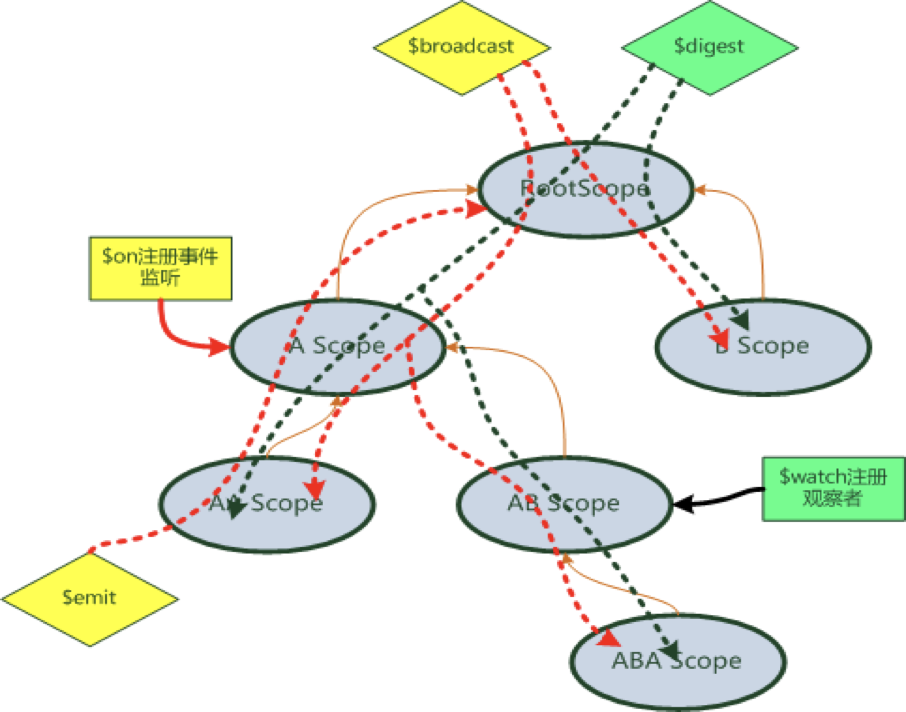 $broadcast
$digest
RootScope
$on注册事件
监听
A Scope
B Scope
AA Scope
AB Scope
$watch注册
观察者
$emit
ABA Scope